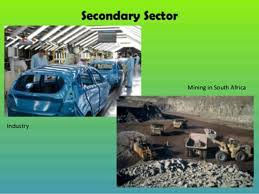 Secondary Sector
Mining in South Africa
Industry